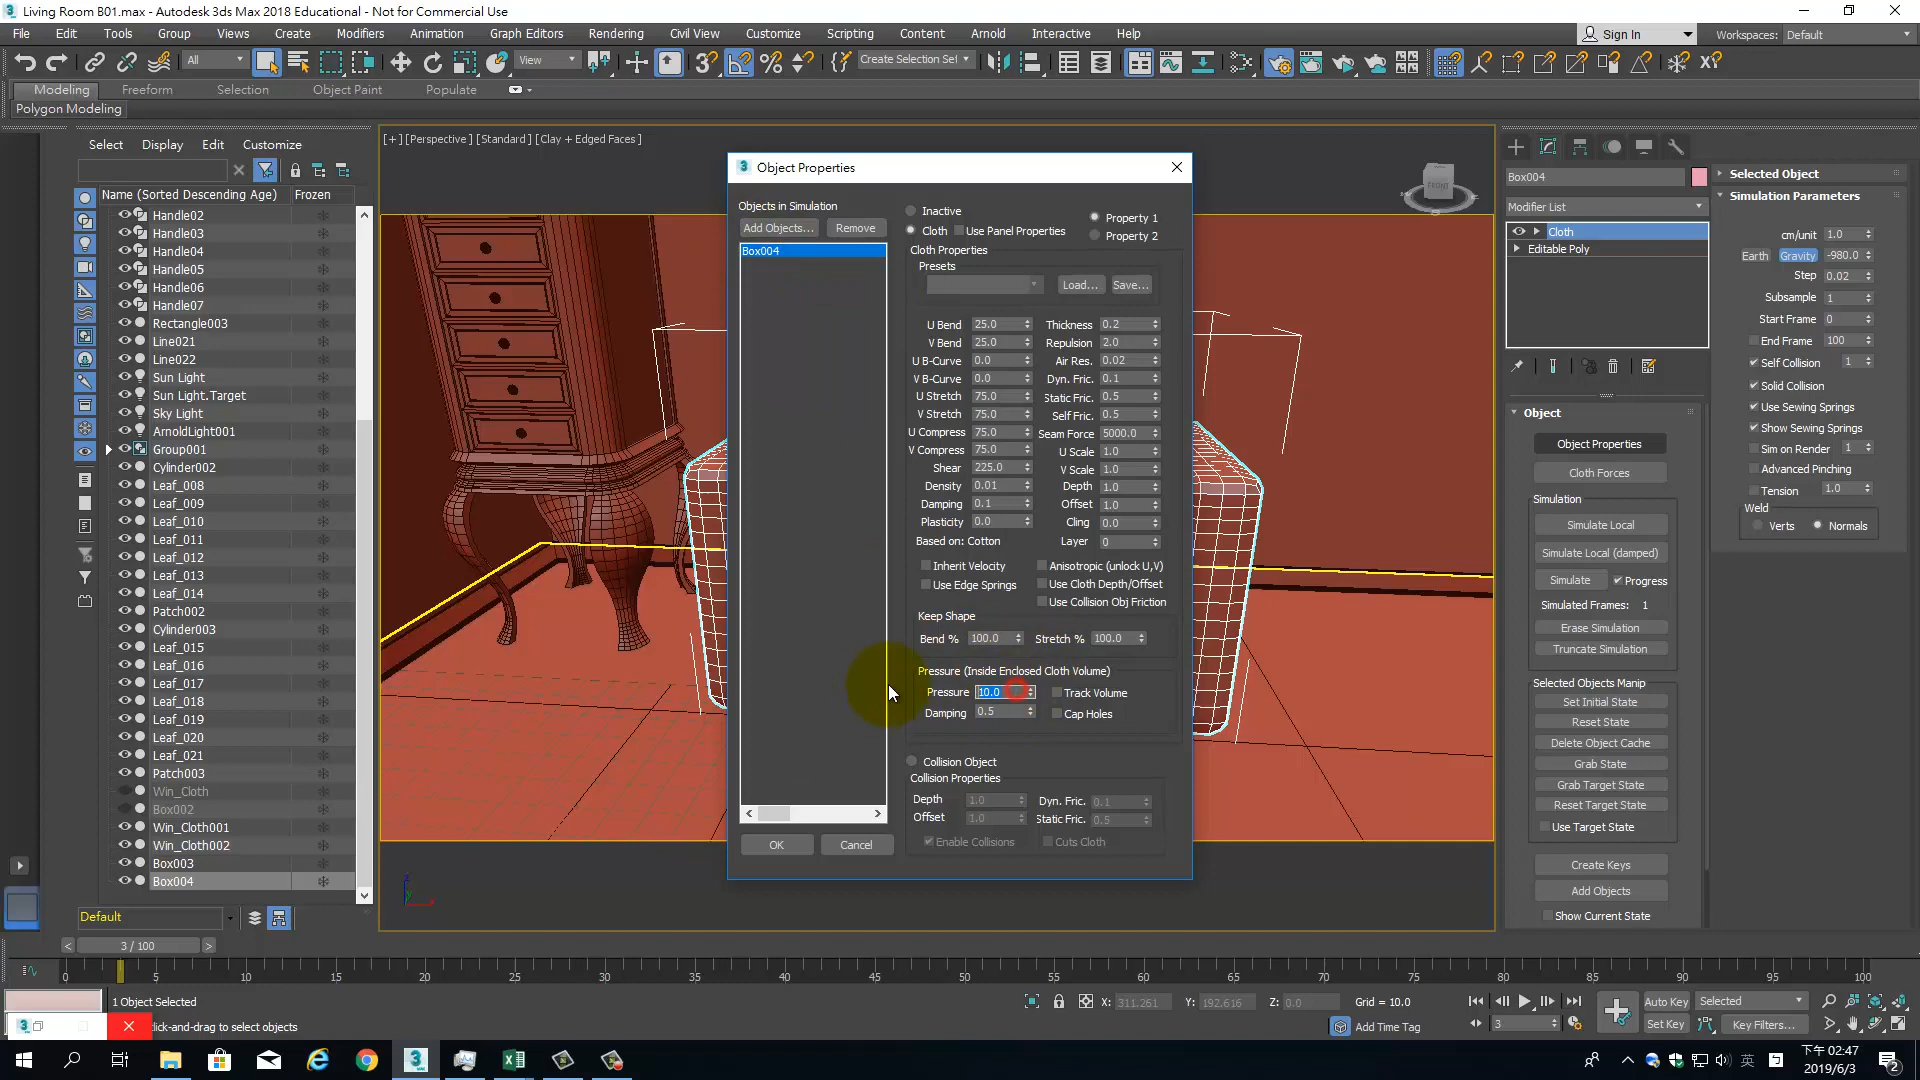 Living Room B01.max - Autodesk 3ds Max 2018 Educational - Not for Commercial Use
File Edit Tools Group Views Create Modifiers Animation Graph Editors Rendering Civil View Customize Scripting Content Arnold Interactive Help
Sign In Workspaces: Default
All View Create Selection Set
Modeling Freeform Selection Object Paint Populate
Polygon Modeling
Select Display Edit Customize
Name (Sorted Descending Age) Frozen
Handle02
Handle03
Handle04
Handle05
Handle06
Handle07
Rectangle003
Line021
Line022
Sun Light
Sun Light.Target
Sky Light
ArnoldLight001
Group001
Cylinder002
Leaf_008
Leaf_009
Leaf_010
Leaf_011
Leaf_012
Leaf_013
Leaf_014
Patch002
Cylinder003
Leaf_015
Leaf_016
Leaf_017
Leaf_018
Leaf_019
Leaf_020
Leaf_021
Patch003
Win_Cloth
Box002
Win_Cloth001
Win_Cloth002
Box003
Box004
Default
[+] [Perspective] [Standard] [Clay + Edged Faces]
FRONT
Object Properties
Objects in Simulation
Add Objects... Remove
Box004
OK Cancel
Inactive
Cloth Use Panel Properties
Property 1
Property 2
Cloth Properties
Presets
Load... Save...
U Bend 25.0 Thickness 0.2
V Bend 25.0 Repulsion 2.0
U B-Curve 0.0 Air Res. 0.02
V B-Curve 0.0 Dyn. Fric. 0.1
U Stretch 75.0 Static Fric. 0.5
V Stretch 75.0 Self Fric. 0.5
U Compress 75.0 Seam Force 5000.0
V Compress 75.0 U Scale 1.0
Shear 225.0 V Scale 1.0
Density 0.01 Depth 1.0
Damping 0.1 Offset 1.0
Plasticity 0.0 Cling 0.0
Based on: Cotton Layer 0
Inherit Velocity Anisotropic (unlock U,V)
Use Edge Springs Use Cloth Depth/Offset
Use Collision Obj Friction
Keep Shape
Bend % 100.0 Stretch % 100.0
Pressure (Inside Enclosed Cloth Volume)
Pressure 10.0 Track Volume
Damping 0.5 Cap Holes
Collision Object
Collision Properties
Depth 1.0 Dyn. Fric. 0.1
Offset 1.0 Static Fric. 0.5
Enable Collisions Cuts Cloth
Box004
Modifier List
Cloth
Editable Poly
Object
Object Properties
Cloth Forces
Simulation
Simulate Local
Simulate Local (damped)
Simulate Progress
Simulated Frames: 1
Erase Simulation
Truncate Simulation
Selected Objects Manip
Set Initial State
Reset State
Delete Object Cache
Grab State
Grab Target State
Reset Target State
Use Target State
Create Keys
Add Objects
Show Current State
Selected Object
Simulation Parameters
cm/unit 1.0
Earth Gravity -980.0
Step 0.02
Subsample 1
Start Frame 0
End Frame 100
Self Collision 1
Solid Collision
Use Sewing Springs
Show Sewing Springs
Sim on Render 1
Advanced Pinching
Tension 1.0
Weld
Verts Normals
3 / 100
0 5 10 15 20 25 30 35 40 45 50 55 60 65 70 75 80 85 90 95 100
1 Object Selected
click-and-drag to select objects
X: 311.261 Y: 192.616 Z: 0.0 Grid = 10.0
Add Time Tag
3
Auto Key Selected
Set Key Key Filters...
英
下午 02:47
2019/6/3
2